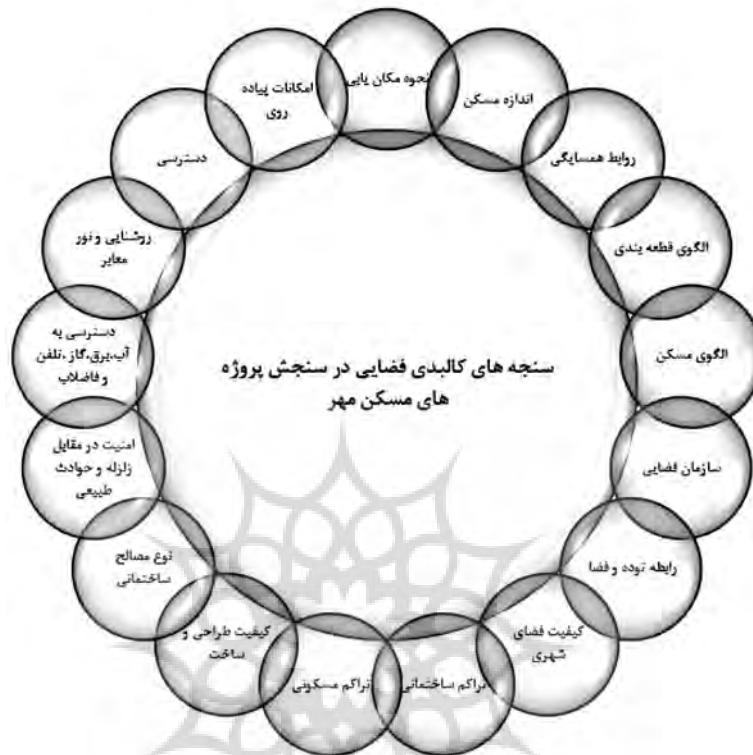 نحوه مکان یابی
اندازه مسکن
روابط همسایگی
الگوی قطعه بندی
الگوی مسکن
سازمان فضایی
رابطه توده و فضا
کیفیت فضای
شهری
تراکم ساختمانی
تراکم مسکونی
کیفیت طراحی و
ساخت
نوع مصالح
ساختمانی
امنیت در مقابل
زلزله و حوادث
طبیعی
دسترسی به
آب،برق،گاز ،تلفن
و فاضلاب
روشنایی و نور
معابر
دسترسی
امکانات پیاده
روی
سنجه های کالبدی فضایی در سنجش پروژه
های مسکن مهر